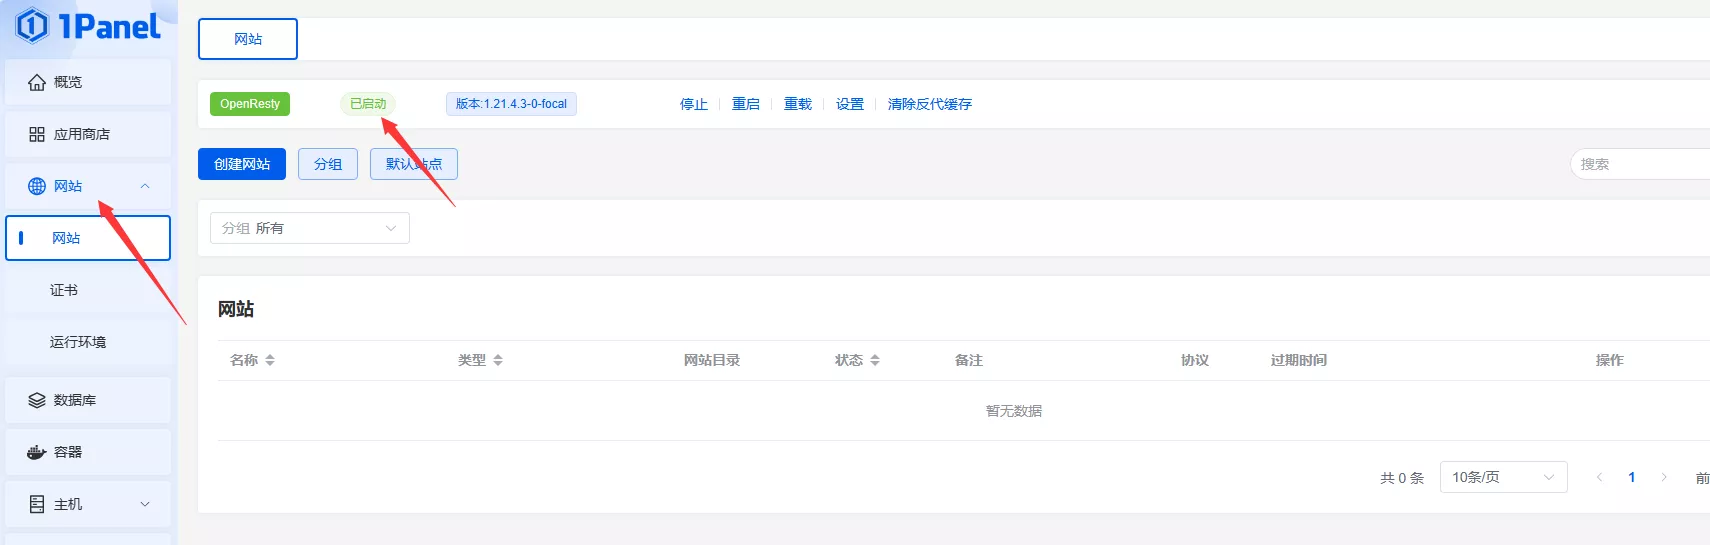 1Panel
概览
应用商店
网站
网站
证书
运行环境
数据库
容器
主机
网站
OpenResty 已启动 版本:1.21.4.3-0-focal 停止 重启 重载 设置 清除反代缓存
创建网站 分组 默认站点 搜索
分组 所有
网站
名称 类型 网站目录 状态 备注 协议 过期时间 操作
暂无数据
共 0 条 10条/页 1 前